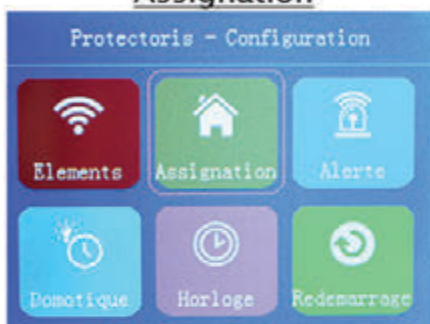 Assignation
Protectoris - Configuration
Elements Assignation Alerte
Domotique Horloge Redemarrage